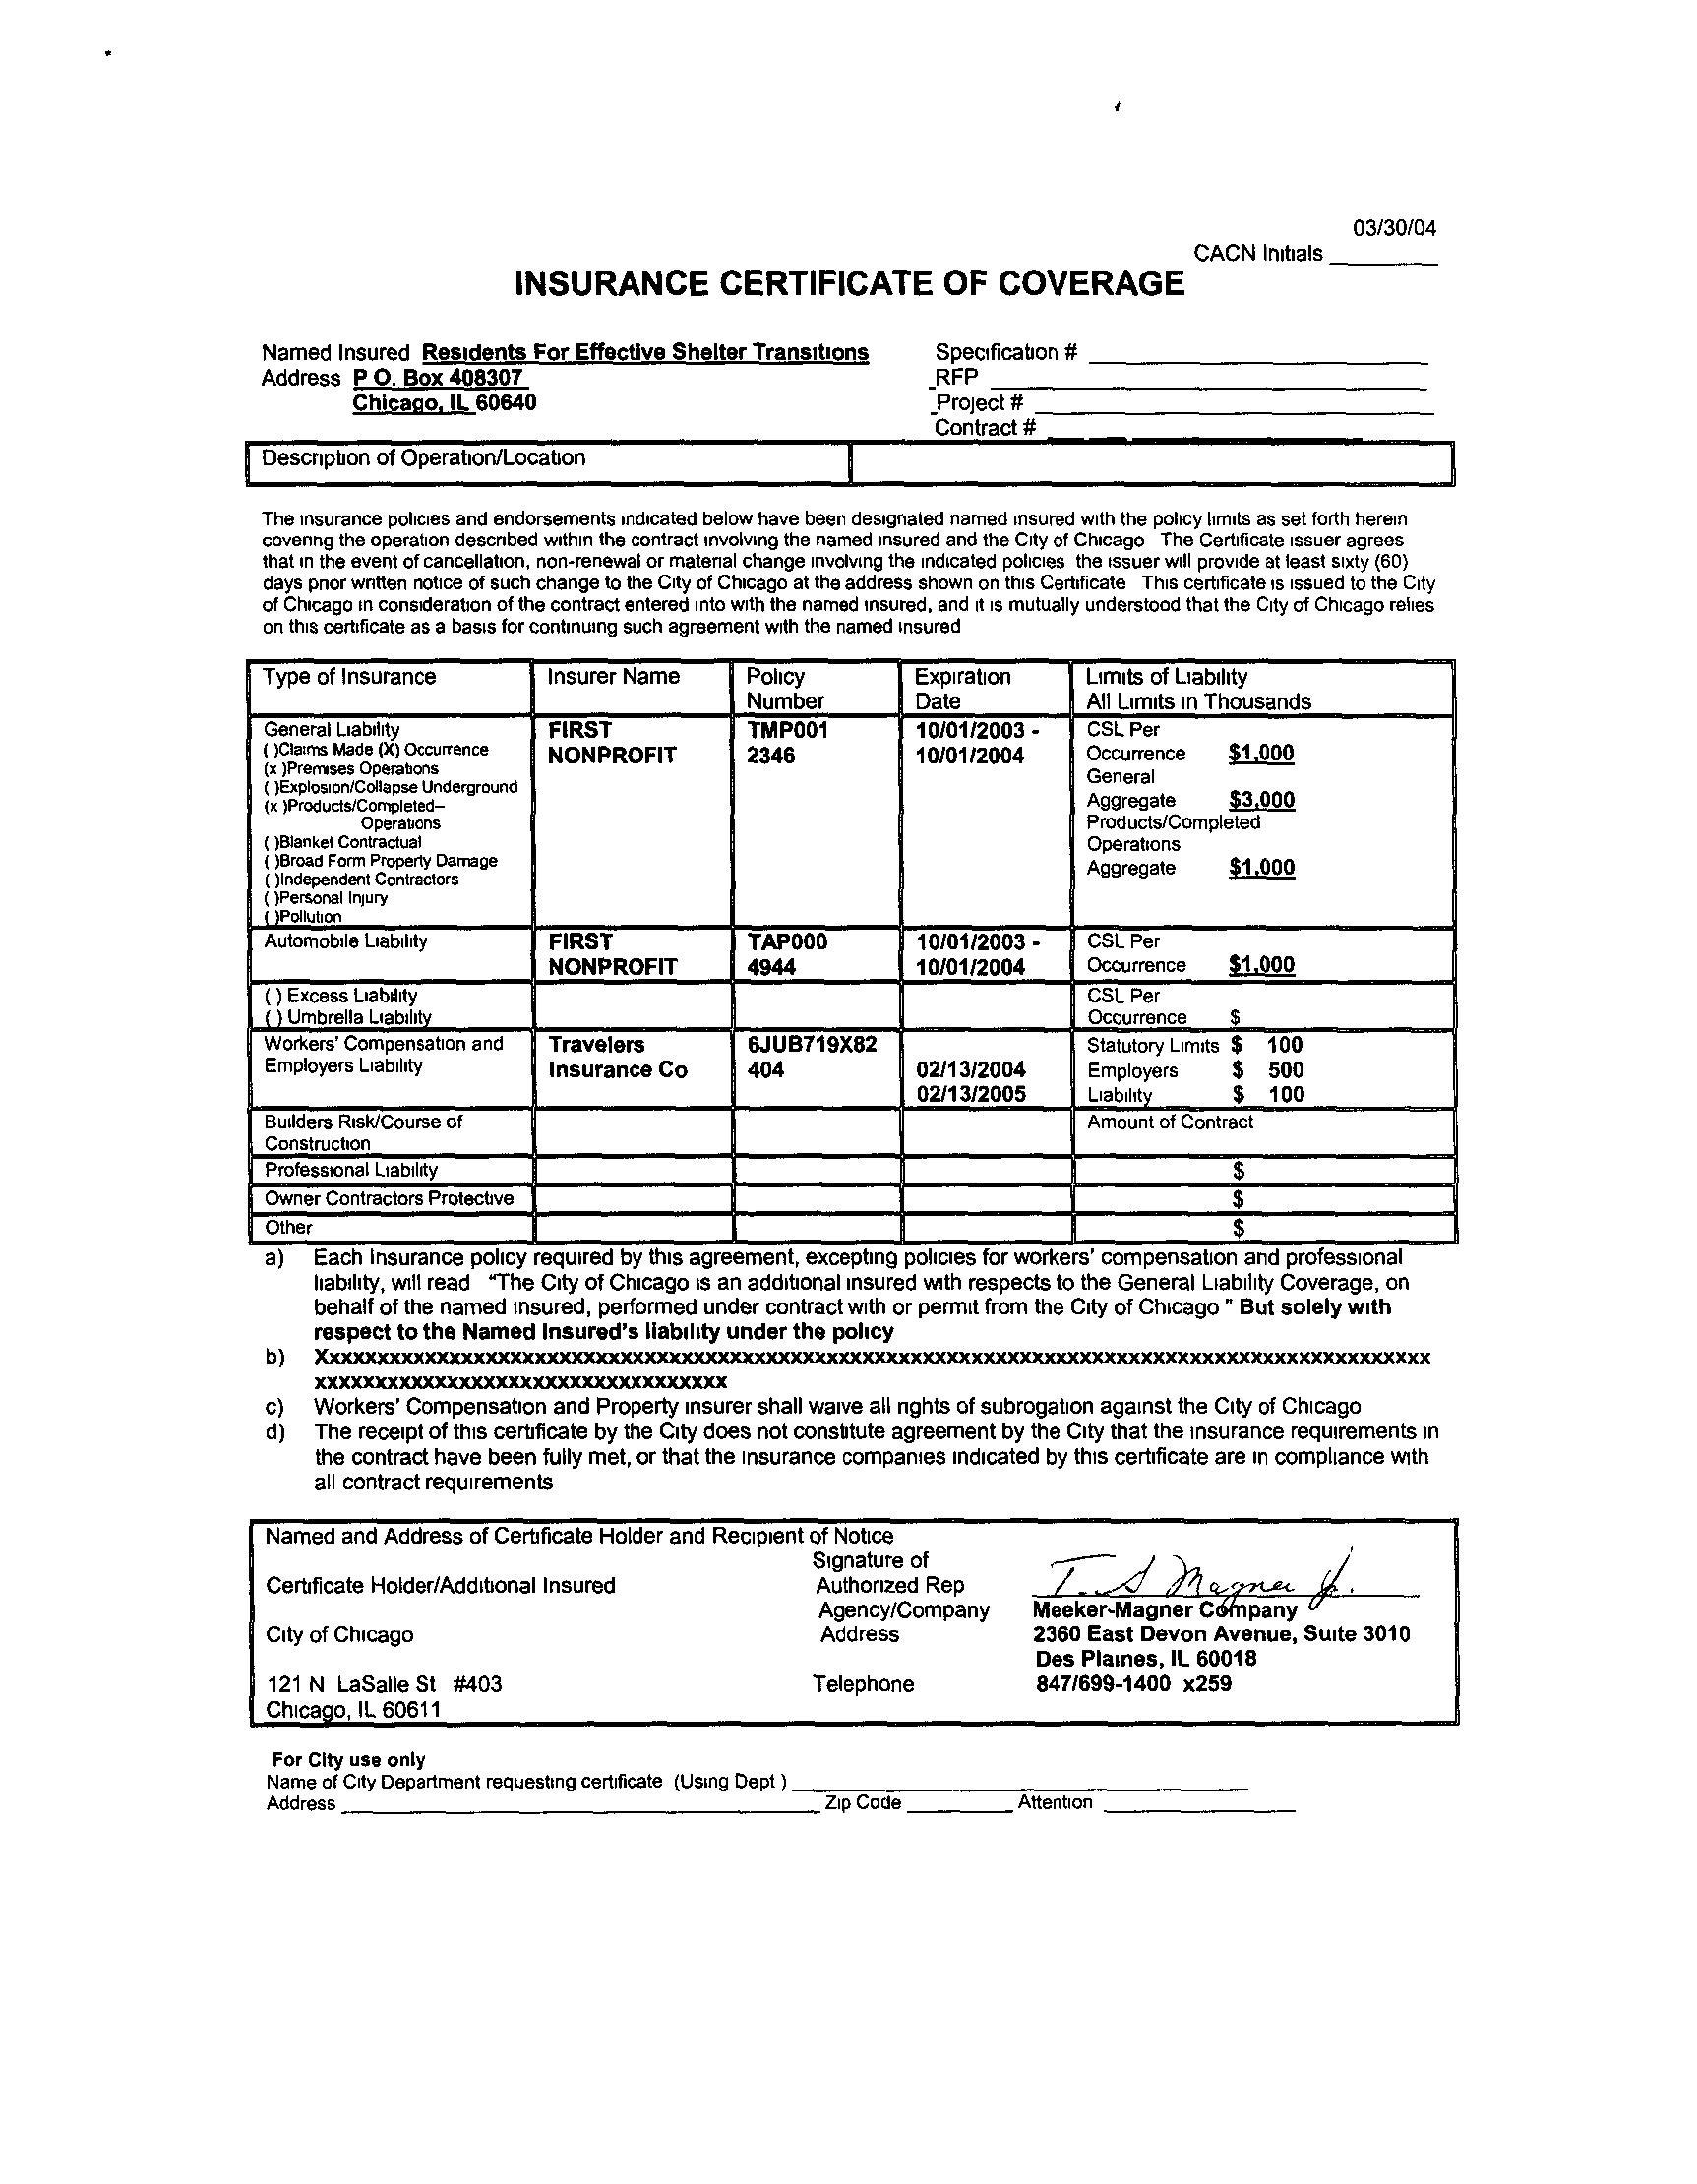 03/30/04
CACN Initials
INSURANCE CERTIFICATE OF COVERAGE
Named Insured Residents For Effective Shelter Transitions
Specification #
Address P O. Box 408307
RFP
Chicago, IL 60640
Project #
Contract #
Description of Operation/Location
The insurance policies and endorsements indicated below have been designated named insured with the policy limits as set forth herein
covering the operation described within the contract involving the named insured and the City of Chicago The Certificate issuer agrees
that in the event of cancellation, non-renewal or material change involving the indicated policies the issuer will provide at least sixty (60)
days prior written notice of such change to the City of Chicago at the address shown on this Certificate This certificate is issued to the City
of Chicago in consideration of the contract entered into with the named insured, and it is mutually understood that the City of Chicago relies
on this certificate as a basis for continuing such agreement with the named insured
Type of Insurance
Insurer Name
Policy
Number
Expiration
Date
Limits of Liability
All Limits in Thousands
General Liability
( )Claims Made (X) Occurrence
(x )Premises Operations
( )Explosion/Collapse Underground
(x )Products/Completed–
Operations
( )Blanket Contractual
( )Broad Form Property Damage
( )Independent Contractors
( )Personal Injury
( )Pollution
FIRST
NONPROFIT
TMP001
2346
10/01/2003 -
10/01/2004
CSL Per
Occurrence $1,000
General
Aggregate $3,000
Products/Completed
Operations
Aggregate $1,000
Automobile Liability
FIRST
NONPROFIT
TAP000
4944
10/01/2003 -
10/01/2004
CSL Per
Occurrence $1,000
( ) Excess Liability
( ) Umbrella Liability
CSL Per
Occurrence $
Workers' Compensation and
Employers Liability
Travelers
Insurance Co
6JUB719X82
404
02/13/2004
02/13/2005
Statutory Limits $ 100
Employers $ 500
Liability $ 100
Builders Risk/Course of
Construction
Amount of Contract
Professional Liability
$
Owner Contractors Protective
$
Other
$
a) Each Insurance policy required by this agreement, excepting policies for workers' compensation and professional
liability, will read "The City of Chicago is an additional insured with respects to the General Liability Coverage, on
behalf of the named insured, performed under contract with or permit from the City of Chicago " But solely with
respect to the Named Insured's liability under the policy
b) Xxxxxxxxxxxxxxxxxxxxxxxxxxxxxxxxxxxxxxxxxxxxxxxxxxxxxxxxxxxxxxxxxxxxxxxxxxxxxxxxxxxxxxxxxxxx
xxxxxxxxxxxxxxxxxxxxxxxxxxxxxxxxxx
c) Workers' Compensation and Property insurer shall waive all rights of subrogation against the City of Chicago
d) The receipt of this certificate by the City does not constitute agreement by the City that the insurance requirements in
the contract have been fully met, or that the insurance companies indicated by this certificate are in compliance with
all contract requirements
Named and Address of Certificate Holder and Recipient of Notice
Signature of
Certificate Holder/Additional Insured
Authorized Rep T. S Magner Jr.
Agency/Company Meeker-Magner Company
City of Chicago
Address 2360 East Devon Avenue, Suite 3010
Des Plaines, IL 60018
121 N LaSalle St #403
Telephone 847/699-1400 x259
Chicago, IL 60611
For City use only
Name of City Department requesting certificate (Using Dept )
Address Zip Code Attention